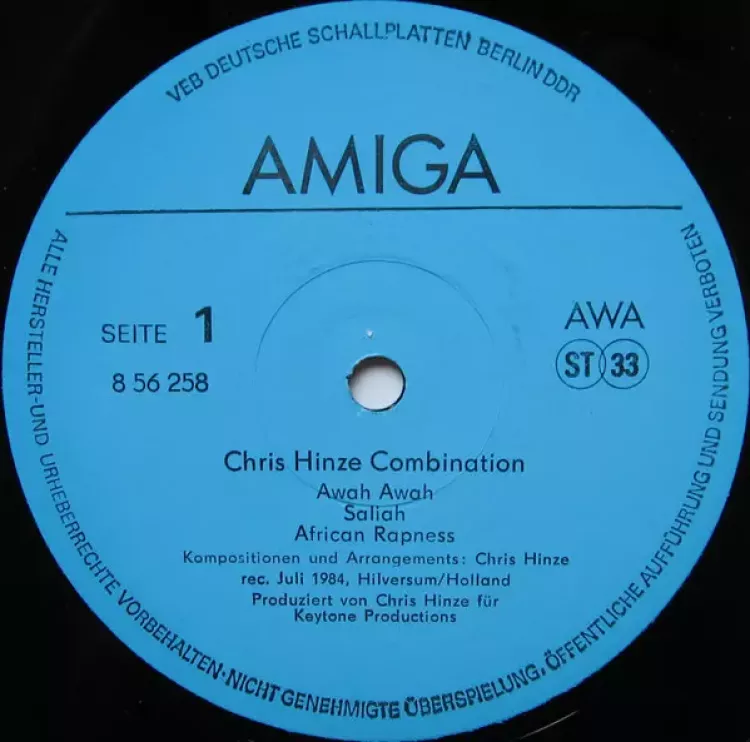 VEB DEUTSCHE SCHALLPLATTEN BERLIN DDR
AMIGA
SEITE 1
8 56 258
AWA
ST 33
Chris Hinze Combination
Awah Awah
Saliah
African Rapness
Kompositionen und Arrangements: Chris Hinze
rec. Juli 1984, Hilversum/Holland
Produziert von Chris Hinze für
Keytone Productions
ALLE HERSTELLER-UND URHEBERRECHTE VORBEHALTEN·NICHT GENEHMIGTE ÜBERSPIELUNG, ÖFFENTLICHE AUFFÜHRUNG UND SENDUNG VERBOTEN